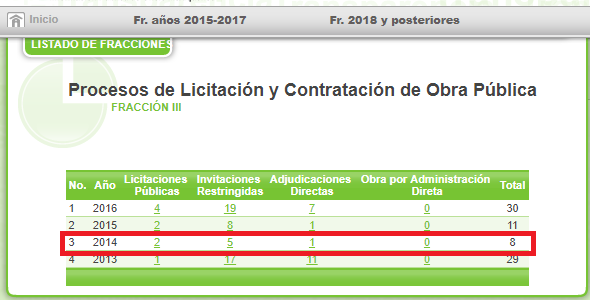 Inicio Fr. años 2015-2017 Fr. 2018 y posteriores
LISTADO DE FRACCIONES
Procesos de Licitación y Contratación de Obra Pública
FRACCIÓN III
No. Año Licitaciones Públicas Invitaciones Restringidas Adjudicaciones Directas Obra por Administración Direta Total
1 2016 4 19 7 0 30
2 2015 2 8 1 0 11
3 2014 2 5 1 0 8
4 2013 1 17 11 0 29